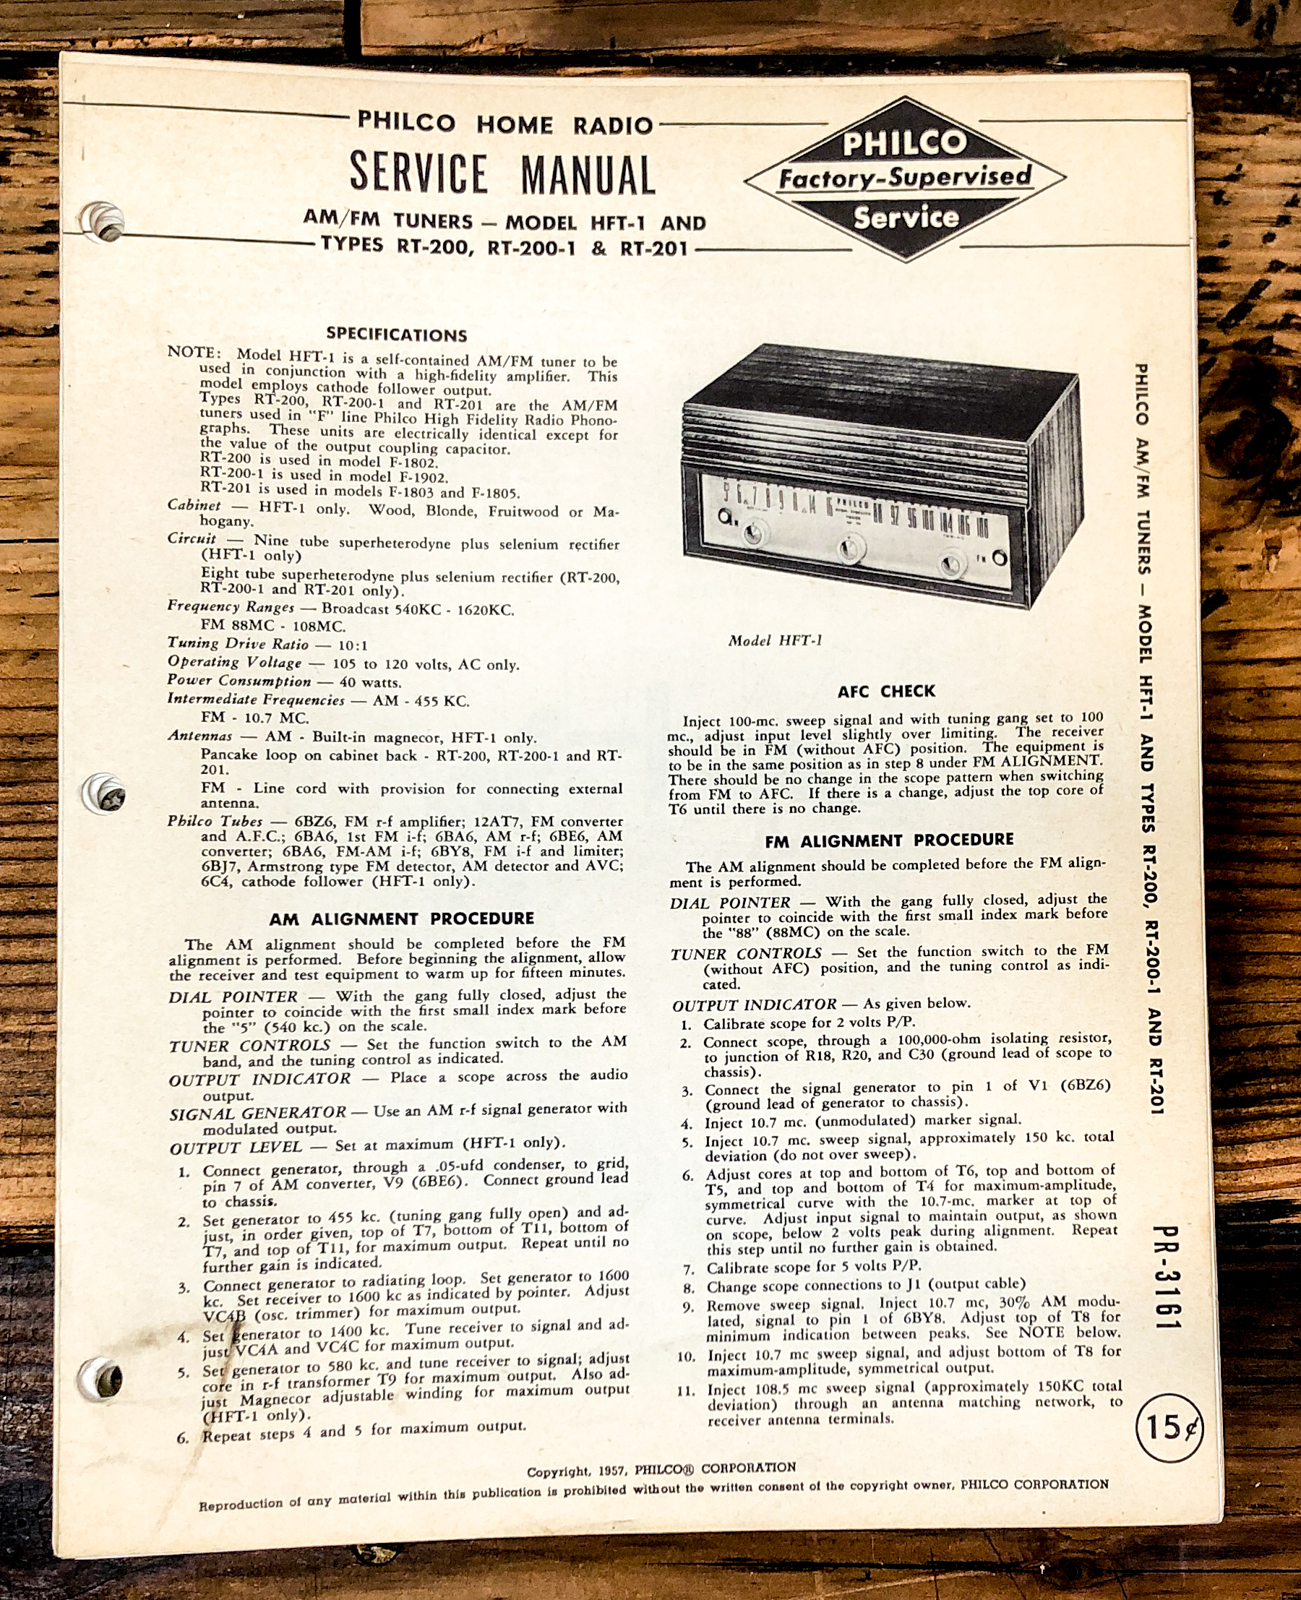 PHILCO HOME RADIO
SERVICE MANUAL
AM/FM TUNERS — MODEL HFT-1 AND
TYPES RT-200, RT-200-1 & RT-201
PHILCO
Factory-Supervised
Service
SPECIFICATIONS
NOTE: Model HFT-1 is a self-contained AM/FM tuner to be
used in conjunction with a high-fidelity amplifier. This
model employs cathode follower output.
Types RT-200, RT-200-1 and RT-201 are the AM/FM
tuners used in "F" line Philco High Fidelity Radio Phono-
graphs. These units are electrically identical except for
the value of the output coupling capacitor.
RT-200 is used in model F-1802.
RT-200-1 is used in model F-1902.
RT-201 is used in models F-1803 and F-1805.
Cabinet — HFT-1 only. Wood, Blonde, Fruitwood or Ma-
hogany.
Circuit — Nine tube superheterodyne plus selenium rectifier
(HFT-1 only)
Eight tube superheterodyne plus selenium rectifier (RT-200,
RT-200-1 and RT-201 only).
Frequency Ranges — Broadcast 540KC - 1620KC.
FM 88MC - 108MC.
Tuning Drive Ratio — 10:1
Operating Voltage — 105 to 120 volts, AC only.
Power Consumption — 40 watts.
Intermediate Frequencies — AM - 455 KC.
FM - 10.7 MC.
Antennas — AM - Built-in magnecor, HFT-1 only.
Pancake loop on cabinet back - RT-200, RT-200-1 and RT-
201.
FM - Line cord with provision for connecting external
antenna.
Philco Tubes — 6BZ6, FM r-f amplifier; 12AT7, FM converter
and A.F.C.; 6BA6, 1st FM i-f; 6BA6, AM r-f; 6BE6, AM
converter; 6BA6, FM-AM i-f; 6BY8, FM i-f and limiter;
6BJ7, Armstrong type FM detector, AM detector and AVC;
6C4, cathode follower (HFT-1 only).
AM ALIGNMENT PROCEDURE
The AM alignment should be completed before the FM
alignment is performed. Before beginning the alignment, allow
the receiver and test equipment to warm up for fifteen minutes.
DIAL POINTER — With the gang fully closed, adjust the
pointer to coincide with the first small index mark before
the "5" (540 kc.) on the scale.
TUNER CONTROLS — Set the function switch to the AM
band, and the tuning control as indicated.
OUTPUT INDICATOR — Place a scope across the audio
output.
SIGNAL GENERATOR — Use an AM r-f signal generator with
modulated output.
OUTPUT LEVEL — Set at maximum (HFT-1 only).
1. Connect generator, through a .05-ufd condenser, to grid,
pin 7 of AM converter, V9 (6BE6). Connect ground lead
to chassis.
2. Set generator to 455 kc. (tuning gang fully open) and ad-
just, in order given, top of T7, bottom of T11, bottom of
T7, and top of T11, for maximum output. Repeat until no
further gain is indicated.
3. Connect generator to radiating loop. Set generator to 1600
kc. Set receiver to 1600 kc as indicated by pointer. Adjust
VC4B (osc. trimmer) for maximum output.
4. Set generator to 1400 kc. Tune receiver to signal and ad-
just VC4A and VC4C for maximum output.
5. Set generator to 580 kc. and tune receiver to signal; adjust
core in r-f transformer T9 for maximum output. Also ad-
just Magnecor adjustable winding for maximum output
(HFT-1 only).
6. Repeat steps 4 and 5 for maximum output.
PHILCO
88 92 96 100 104 106 108
FM
Model HFT-1
AFC CHECK
Inject 100-mc. sweep signal and with tuning gang set to 100
mc., adjust input level slightly over limiting. The receiver
should be in FM (without AFC) position. The equipment is
to be in the same position as in step 8 under FM ALIGNMENT.
There should be no change in the scope pattern when switching
from FM to AFC. If there is a change, adjust the top core of
T6 until there is no change.
FM ALIGNMENT PROCEDURE
The AM alignment should be completed before the FM align-
ment is performed.
DIAL POINTER — With the gang fully closed, adjust the
pointer to coincide with the first small index mark before
the "88" (88MC) on the scale.
TUNER CONTROLS — Set the function switch to the FM
(without AFC) position, and the tuning control as indi-
cated.
OUTPUT INDICATOR — As given below.
1. Calibrate scope for 2 volts P/P.
2. Connect scope, through a 100,000-ohm isolating resistor,
to junction of R18, R20, and C30 (ground lead of scope to
chassis).
3. Connect the signal generator to pin 1 of V1 (6BZ6)
(ground lead of generator to chassis).
4. Inject 10.7 mc. (unmodulated) marker signal.
5. Inject 10.7 mc. sweep signal, approximately 150 kc. total
deviation (do not over sweep).
6. Adjust cores at top and bottom of T6, top and bottom of
T5, and top and bottom of T4 for maximum-amplitude,
symmetrical curve with the 10.7-mc. marker at top of
curve. Adjust input signal to maintain output, as shown
on scope, below 2 volts peak during alignment. Repeat
this step until no further gain is obtained.
7. Calibrate scope for 5 volts P/P.
8. Change scope connections to J1 (output cable)
9. Remove sweep signal. Inject 10.7 mc, 30% AM modu-
lated, signal to pin 1 of 6BY8. Adjust top of T8 for
minimum indication between peaks. See NOTE below.
10. Inject 10.7 mc sweep signal, and adjust bottom of T8 for
maximum-amplitude, symmetrical output.
11. Inject 108.5 mc sweep signal (approximately 150KC total
deviation) through an antenna matching network, to
receiver antenna terminals.
PHILCO AM/FM TUNERS — MODEL HFT-1 AND TYPES RT-200, RT-200-1 AND RT-201
PR-3161
15¢
Copyright, 1957, PHILCO® CORPORATION
Reproduction of any material within this publication is prohibited without the written consent of the copyright owner, PHILCO CORPORATION